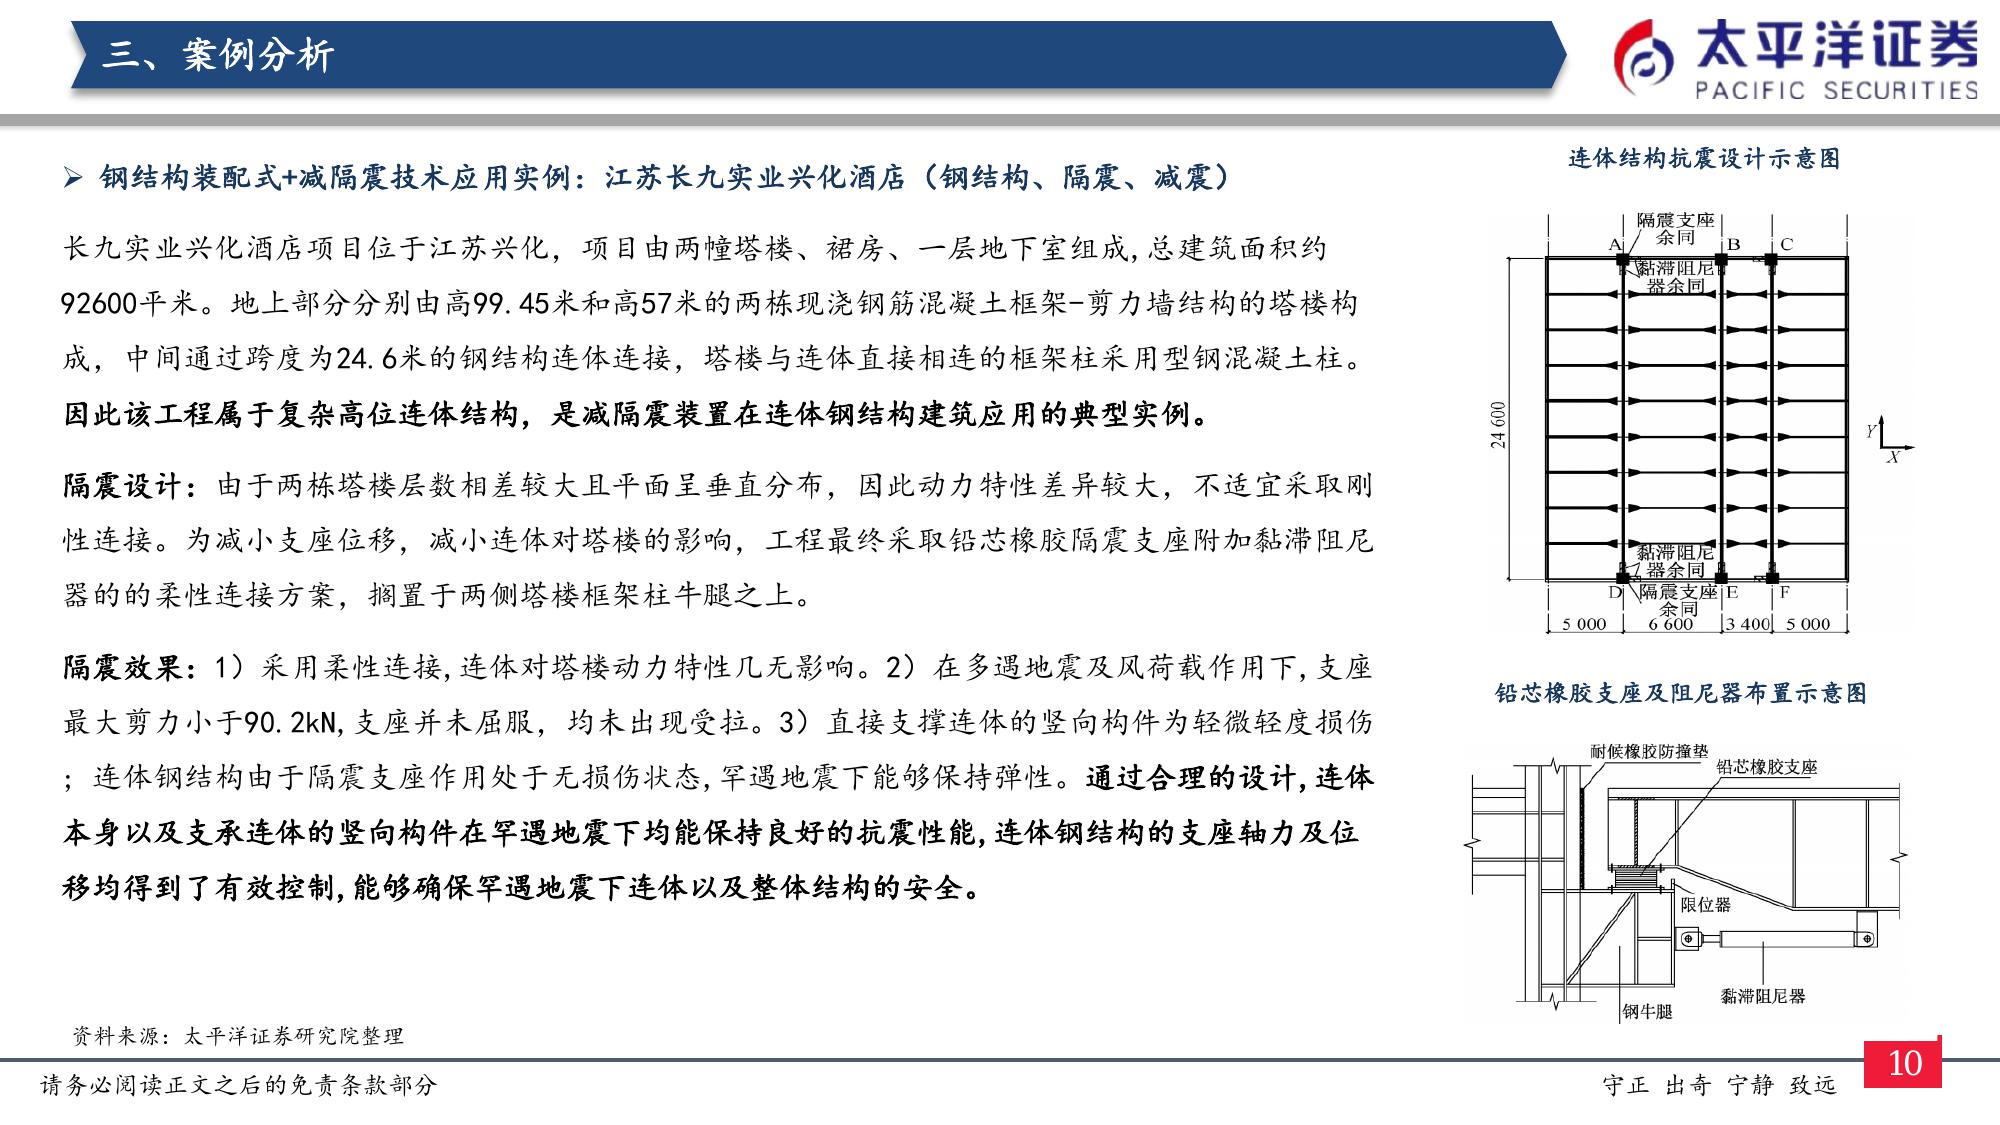 三、案例分析
太平洋证券
PACIFIC SECURITIES
➢ 钢结构装配式+减隔震技术应用实例：江苏长九实业兴化酒店（钢结构、隔震、减震）
长九实业兴化酒店项目位于江苏兴化，项目由两幢塔楼、裙房、一层地下室组成,总建筑面积约
92600平米。地上部分分别由高99.45米和高57米的两栋现浇钢筋混凝土框架-剪力墙结构的塔楼构
成，中间通过跨度为24.6米的钢结构连体连接，塔楼与连体直接相连的框架柱采用型钢混凝土柱。
因此该工程属于复杂高位连体结构，是减隔震装置在连体钢结构建筑应用的典型实例。
隔震设计：由于两栋塔楼层数相差较大且平面呈垂直分布，因此动力特性差异较大，不适宜采取刚
性连接。为减小支座位移，减小连体对塔楼的影响，工程最终采取铅芯橡胶隔震支座附加黏滞阻尼
器的的柔性连接方案，搁置于两侧塔楼框架柱牛腿之上。
隔震效果：1）采用柔性连接,连体对塔楼动力特性几无影响。2）在多遇地震及风荷载作用下,支座
最大剪力小于90.2kN,支座并未屈服，均未出现受拉。3）直接支撑连体的竖向构件为轻微轻度损伤
；连体钢结构由于隔震支座作用处于无损伤状态,罕遇地震下能够保持弹性。通过合理的设计,连体
本身以及支承连体的竖向构件在罕遇地震下均能保持良好的抗震性能,连体钢结构的支座轴力及位
移均得到了有效控制,能够确保罕遇地震下连体以及整体结构的安全。
连体结构抗震设计示意图
隔震支座
余同
A B C
黏滞阻尼
器余同
24 600
Y
X
黏滞阻尼
器余同
D 隔震支座 E F
余同
5 000 6 600 3 400 5 000
铅芯橡胶支座及阻尼器布置示意图
耐候橡胶防撞垫
铅芯橡胶支座
限位器
黏滞阻尼器
钢牛腿
资料来源：太平洋证券研究院整理
请务必阅读正文之后的免责条款部分
守正 出奇 宁静 致远
10